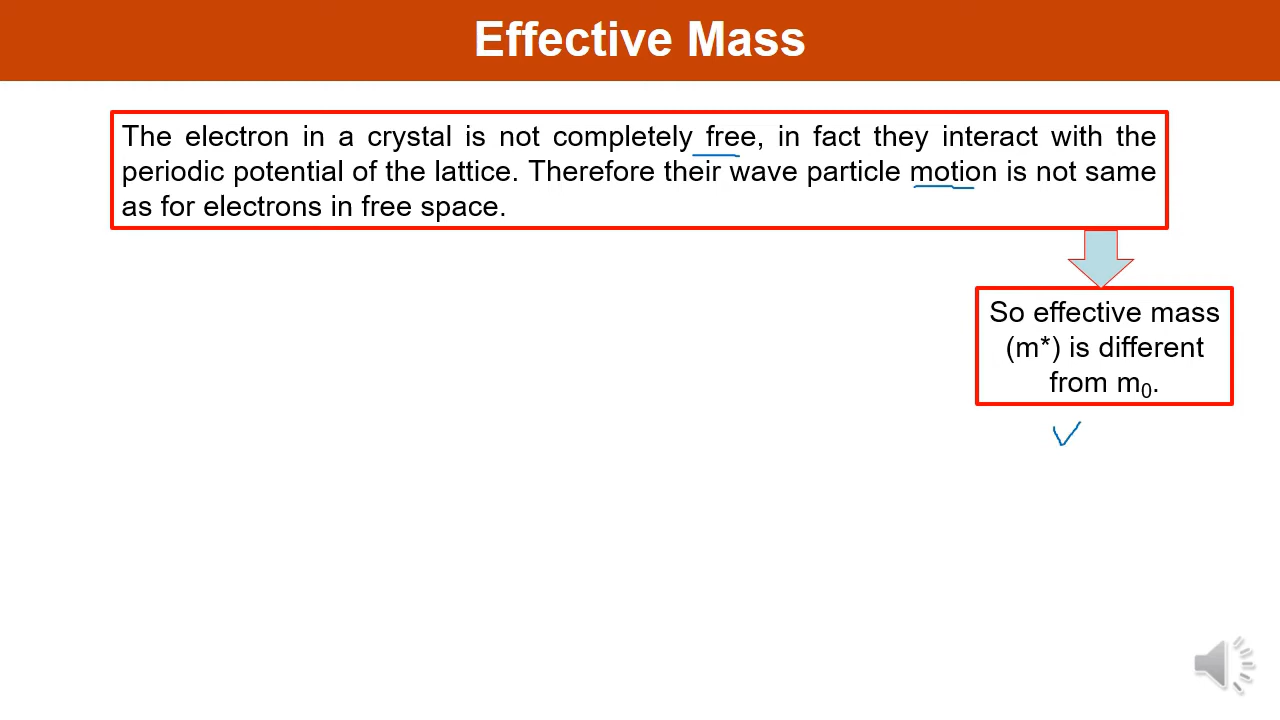 Effective Mass
The electron in a crystal is not completely free, in fact they interact with the
periodic potential of the lattice. Therefore their wave particle motion is not same
as for electrons in free space.
So effective mass
(m*) is different
from m₀.